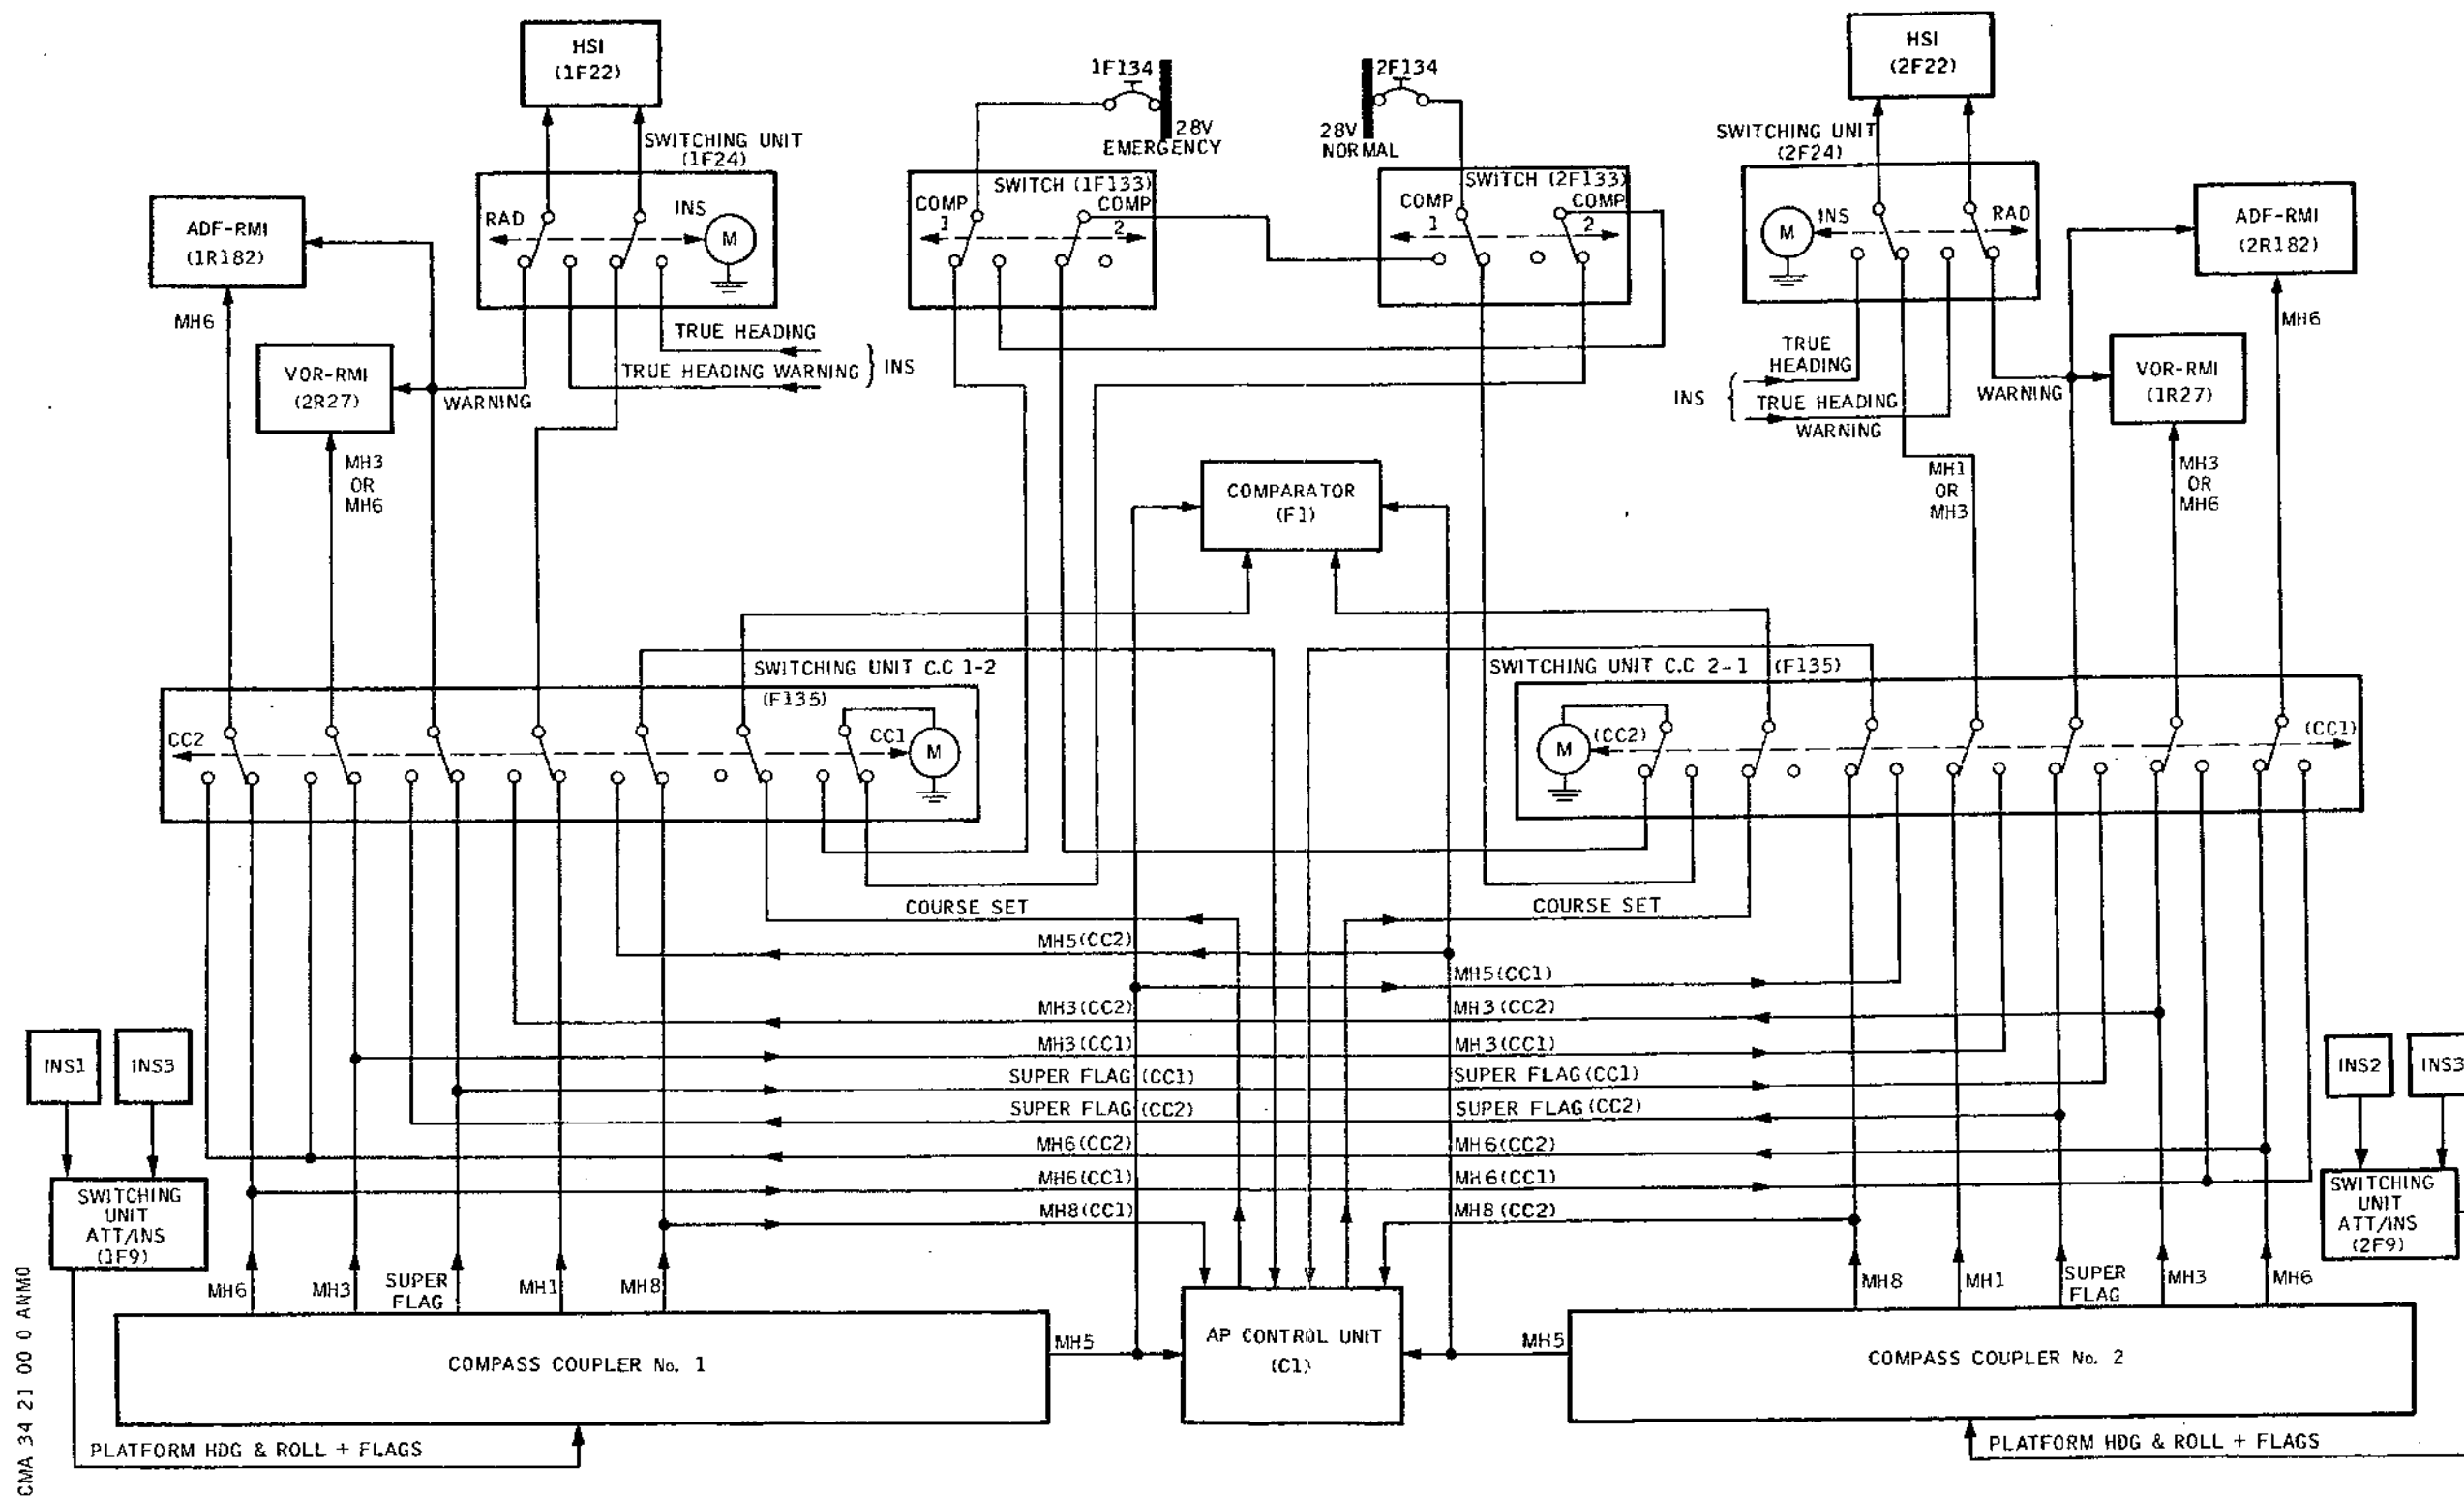 HSI
(1F22)
HSI
(2F22)
1F134
2F134
28V
EMERGENCY
28V
NORMAL
SWITCHING UNIT
(1F24)
SWITCHING UNIT
(2F24)
SWITCH (1F133)
COMP
1
COMP
2
SWITCH (2F133)
COMP
1
COMP
2
RAD
INS
M
M
INS
RAD
ADF-RMI
(1R182)
ADF-RMI
(2R182)
MH6
MH6
TRUE HEADING
TRUE HEADING WARNING
INS
VOR-RMI
(2R27)
WARNING
TRUE
HEADING
INS
TRUE HEADING
WARNING
WARNING
VOR-RMI
(1R27)
MH3
OR
MH6
MH1
OR
MH3
MH3
OR
MH6
COMPARATOR
(F1)
SWITCHING UNIT C.C 1-2
(F135)
SWITCHING UNIT C.C 2-1 (F135)
CC2
CC1
M
M
(CC2)
(CC1)
COURSE SET
COURSE SET
MH5(CC2)
MH5(CC1)
MH3(CC2)
MH3(CC2)
MH3(CC1)
MH3(CC1)
SUPER FLAG (CC1)
SUPER FLAG (CC1)
SUPER FLAG (CC2)
SUPER FLAG (CC2)
MH6(CC2)
MH6(CC2)
MH6(CC1)
MH6(CC1)
MH8(CC1)
MH8(CC2)
INS1
INS3
INS2
INS3
SWITCHING
UNIT
ATT/INS
(1F9)
SWITCHING
UNIT
ATT/INS
(2F9)
MH6
MH3
SUPER
FLAG
MH1
MH8
MH8
MH1
SUPER
FLAG
MH3
MH6
COMPASS COUPLER No. 1
MH5
AP CONTROL UNIT
(C1)
MH5
COMPASS COUPLER No. 2
PLATFORM HDG & ROLL + FLAGS
PLATFORM HDG & ROLL + FLAGS
CMA 34 21 00 0 ANMO